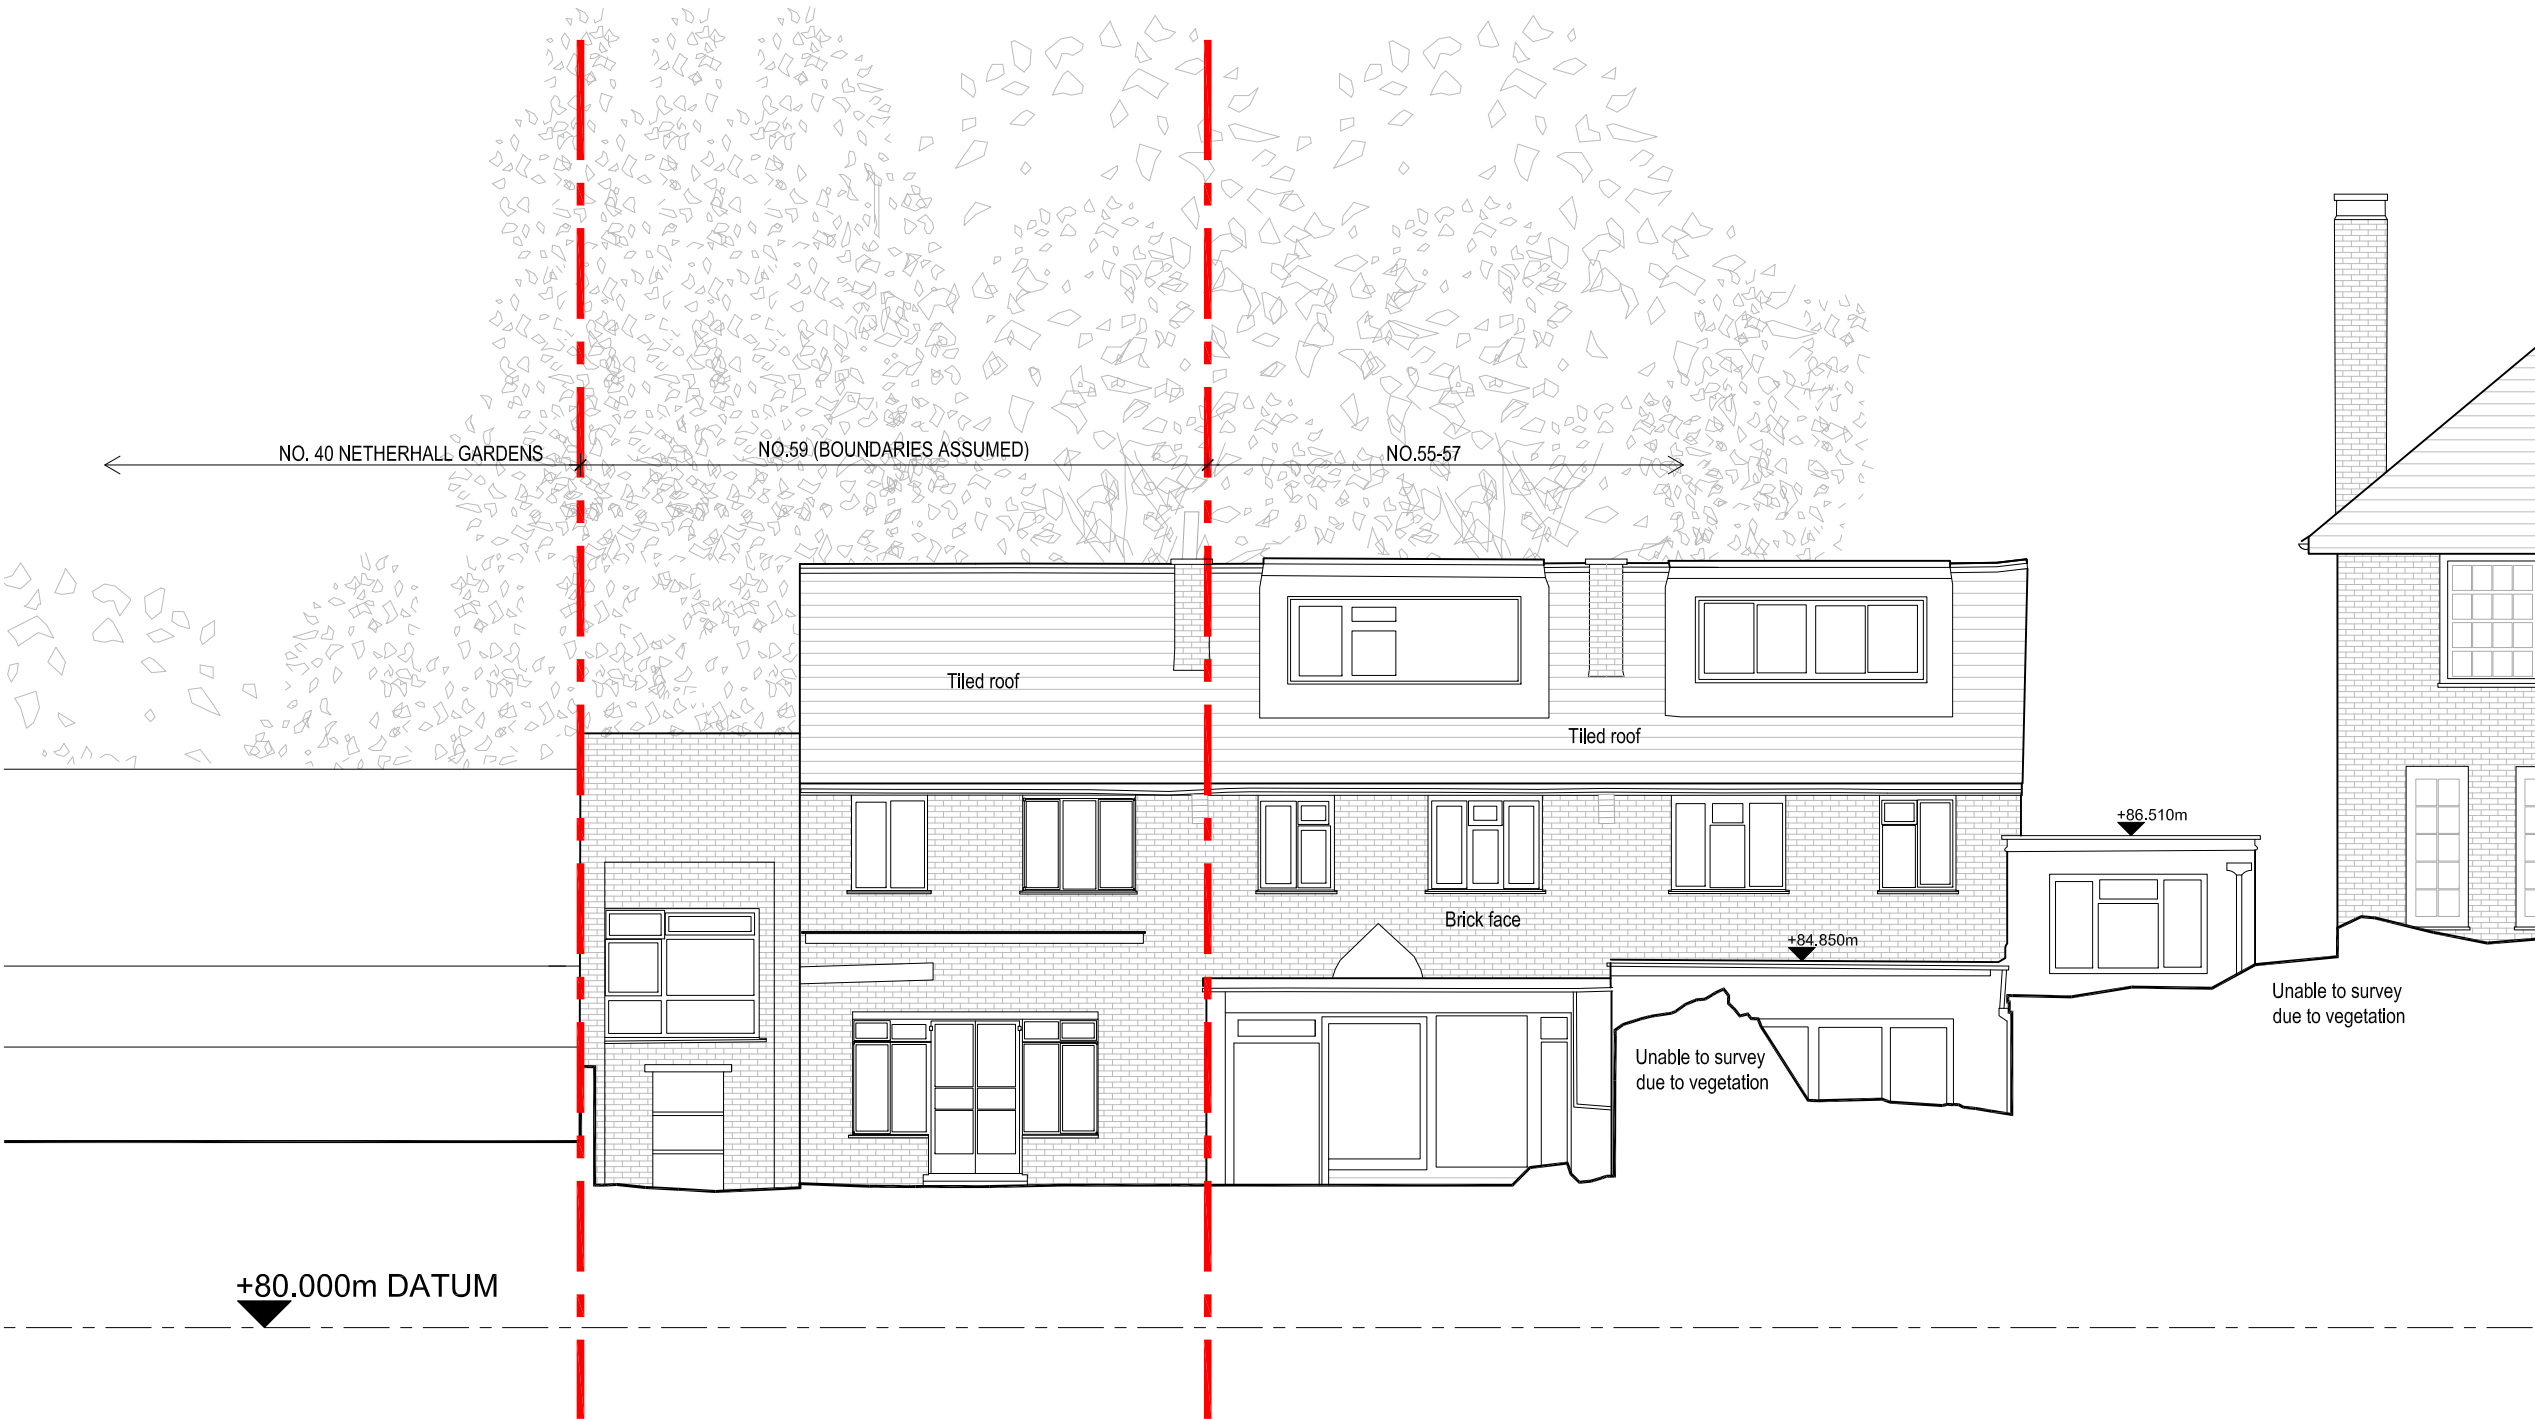 NO. 40 NETHERHALL GARDENS
NO.59 (BOUNDARIES ASSUMED)
NO.55-57
Tiled roof
Tiled roof
+86.510m
Brick face
+84.850m
Unable to survey
due to vegetation
Unable to survey
due to vegetation
+80.000m DATUM